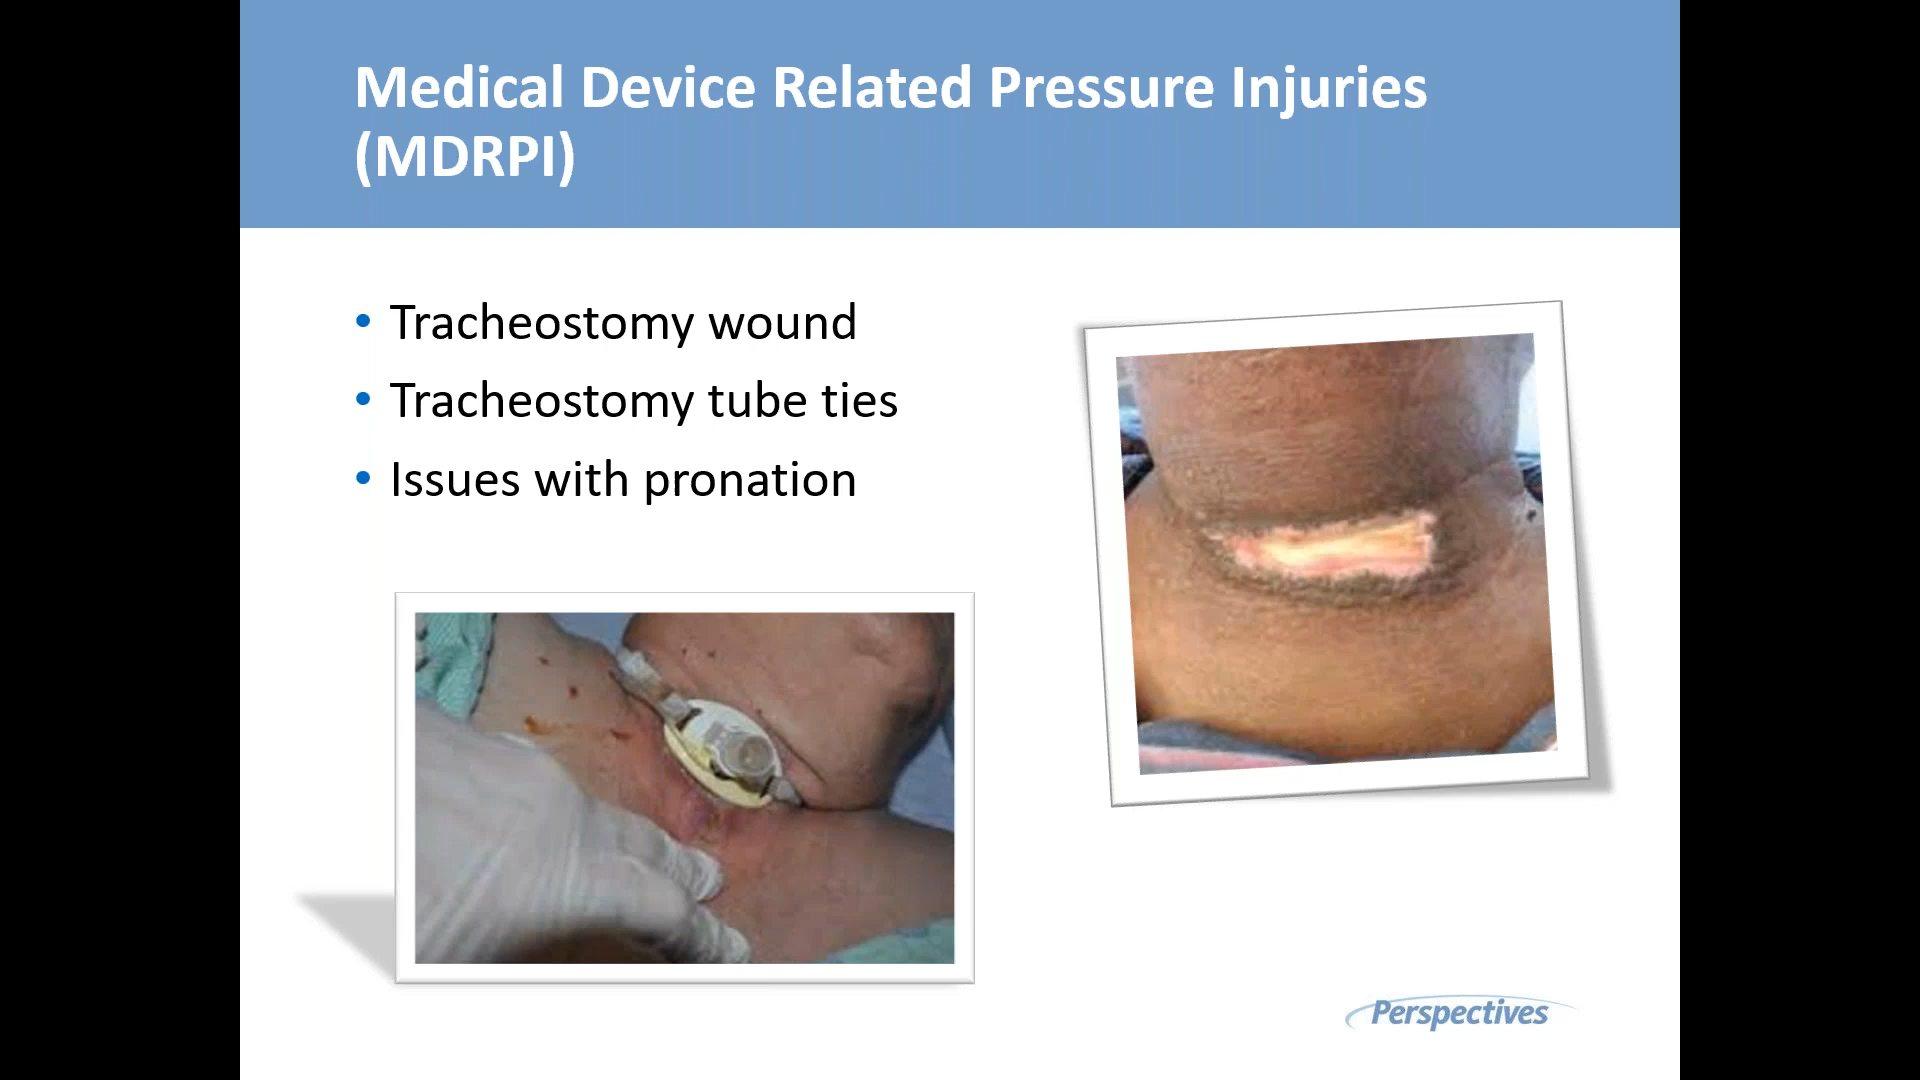 Medical Device Related Pressure Injuries
(MDRPI)
• Tracheostomy wound
• Tracheostomy tube ties
• Issues with pronation
Perspectives